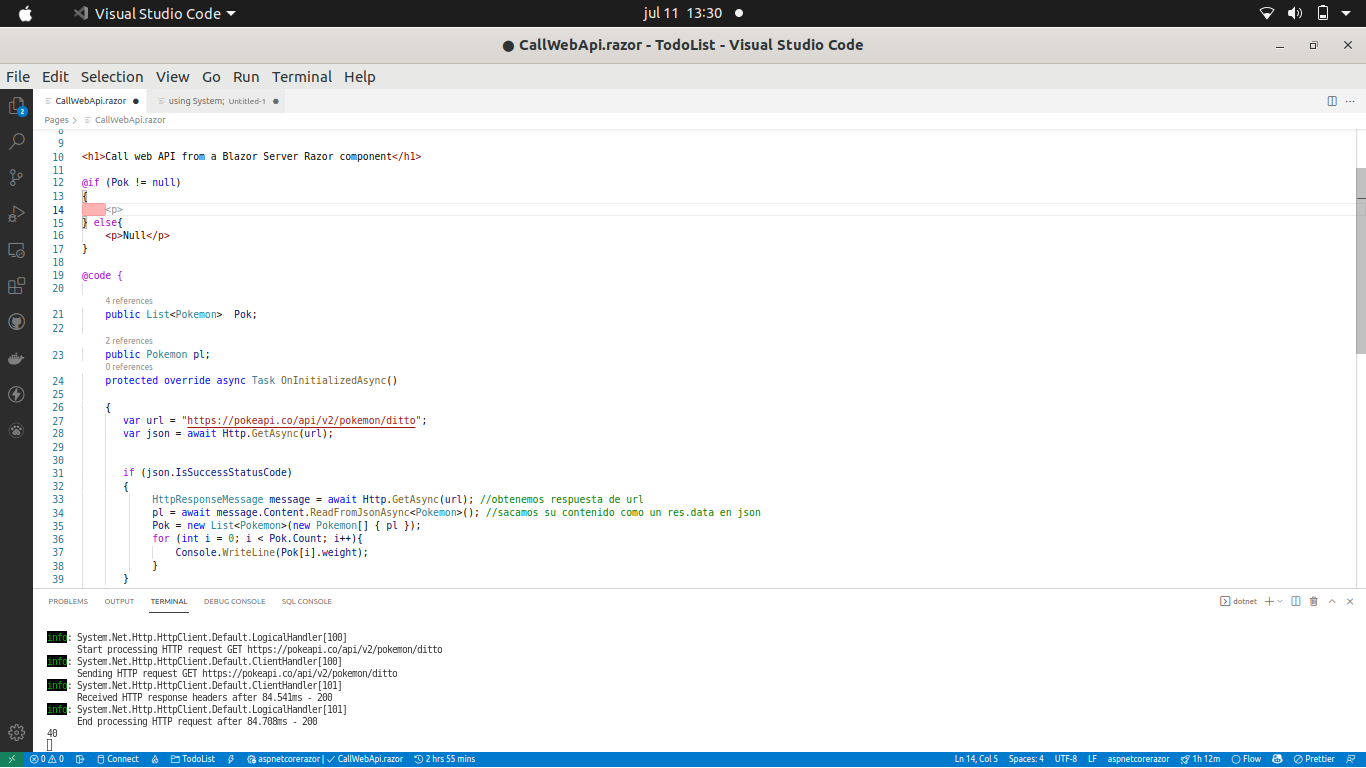 Visual Studio Code
jul 11 13:30
CallWebApi.razor - TodoList - Visual Studio Code
File Edit Selection View Go Run Terminal Help
CallWebApi.razor using System; Untitled-1
2
Pages > CallWebApi.razor
8
9
10 <h1>Call web API from a Blazor Server Razor component</h1>
11
12 @if (Pok != null)
13 {
14 <p>
15 } else{
16 <p>Null</p>
17 }
18
19 @code {
20
4 references
21 public List<Pokemon>  Pok;
22
2 references
23 public Pokemon pl;
0 references
24 protected override async Task OnInitializedAsync()
25
26 {
27 var url = "https://pokeapi.co/api/v2/pokemon/ditto";
28 var json = await Http.GetAsync(url);
29
30
31 if (json.IsSuccessStatusCode)
32 {
33 HttpResponseMessage message = await Http.GetAsync(url); //obtenemos respuesta de url
34 pl = await message.Content.ReadFromJsonAsync<Pokemon>(); //sacamos su contenido como un res.data en json
35 Pok = new List<Pokemon>(new Pokemon[] { pl });
36 for (int i = 0; i < Pok.Count; i++){
37 Console.WriteLine(Pok[i].weight);
38 }
39 }
PROBLEMS OUTPUT TERMINAL DEBUG CONSOLE SQL CONSOLE
dotnet
info: System.Net.Http.HttpClient.Default.LogicalHandler[100]
Start processing HTTP request GET https://pokeapi.co/api/v2/pokemon/ditto
info: System.Net.Http.HttpClient.Default.ClientHandler[100]
Sending HTTP request GET https://pokeapi.co/api/v2/pokemon/ditto
info: System.Net.Http.HttpClient.Default.ClientHandler[101]
Received HTTP response headers after 84.541ms - 200
info: System.Net.Http.HttpClient.Default.LogicalHandler[101]
End processing HTTP request after 84.708ms - 200
40
0 0 Connect TodoList aspnetcorerazor | CallWebApi.razor 2 hrs 55 mins Ln 14, Col 5 Spaces: 4 UTF-8 LF aspnetcorerazor 1h 12m Flow Prettier